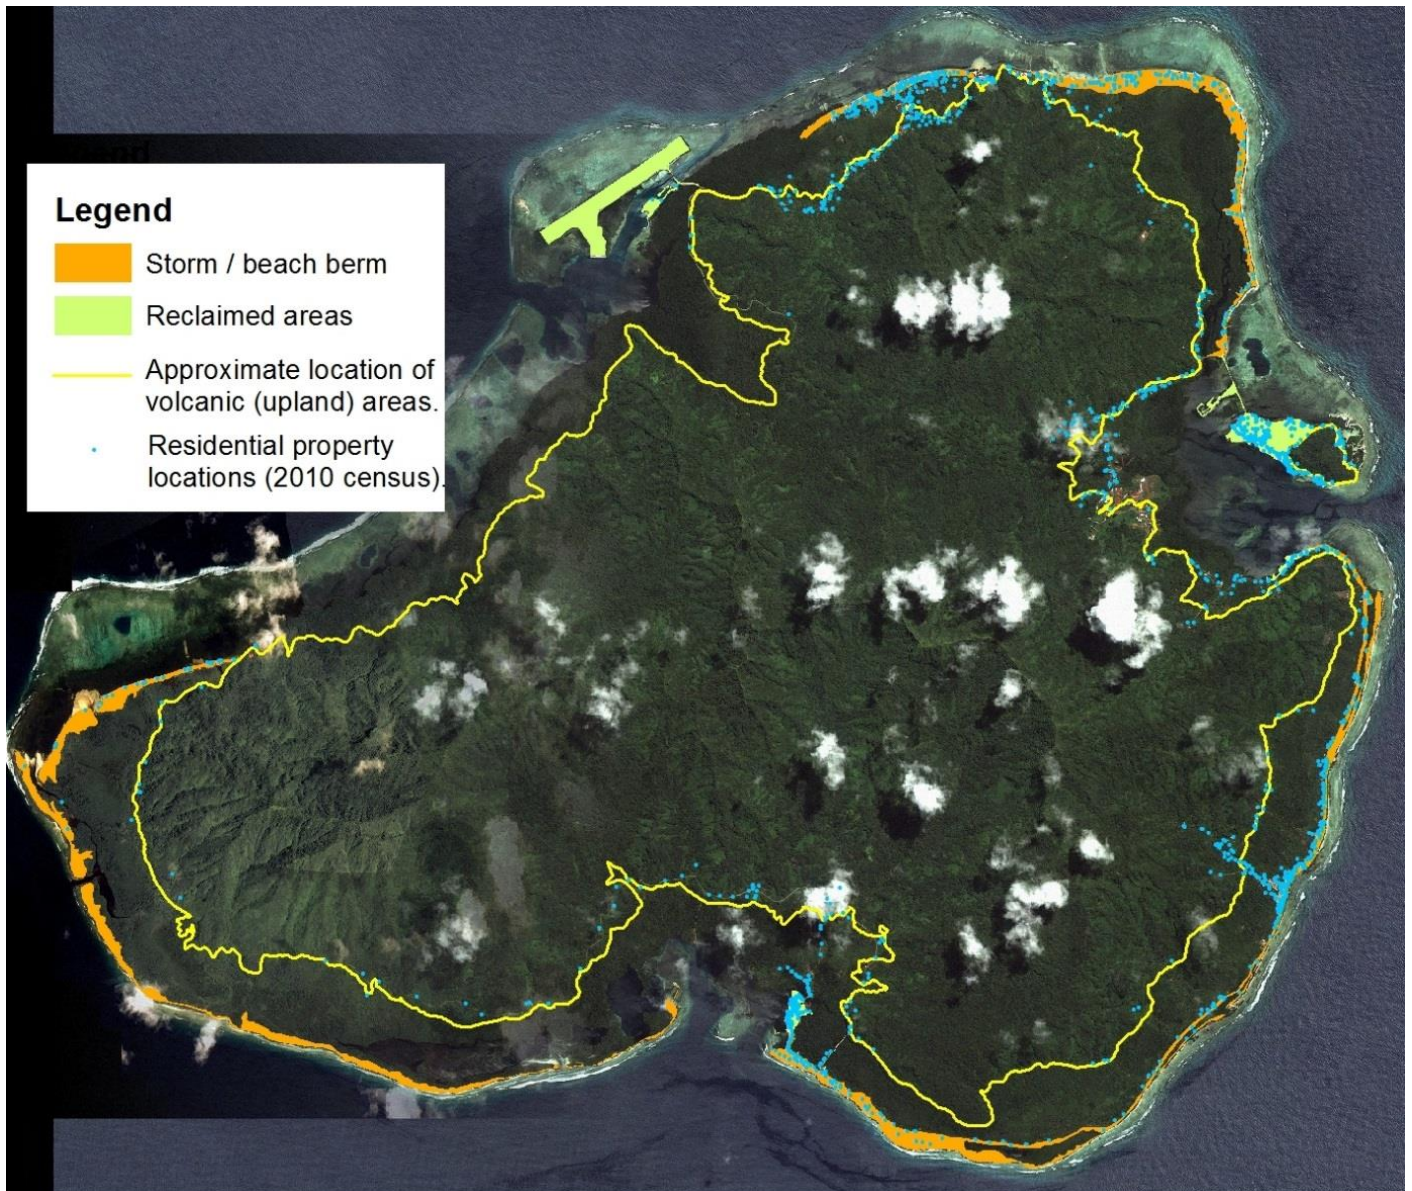 Legend
Storm / beach berm
Reclaimed areas
Approximate location of
volcanic (upland) areas.
Residential property
locations (2010 census).